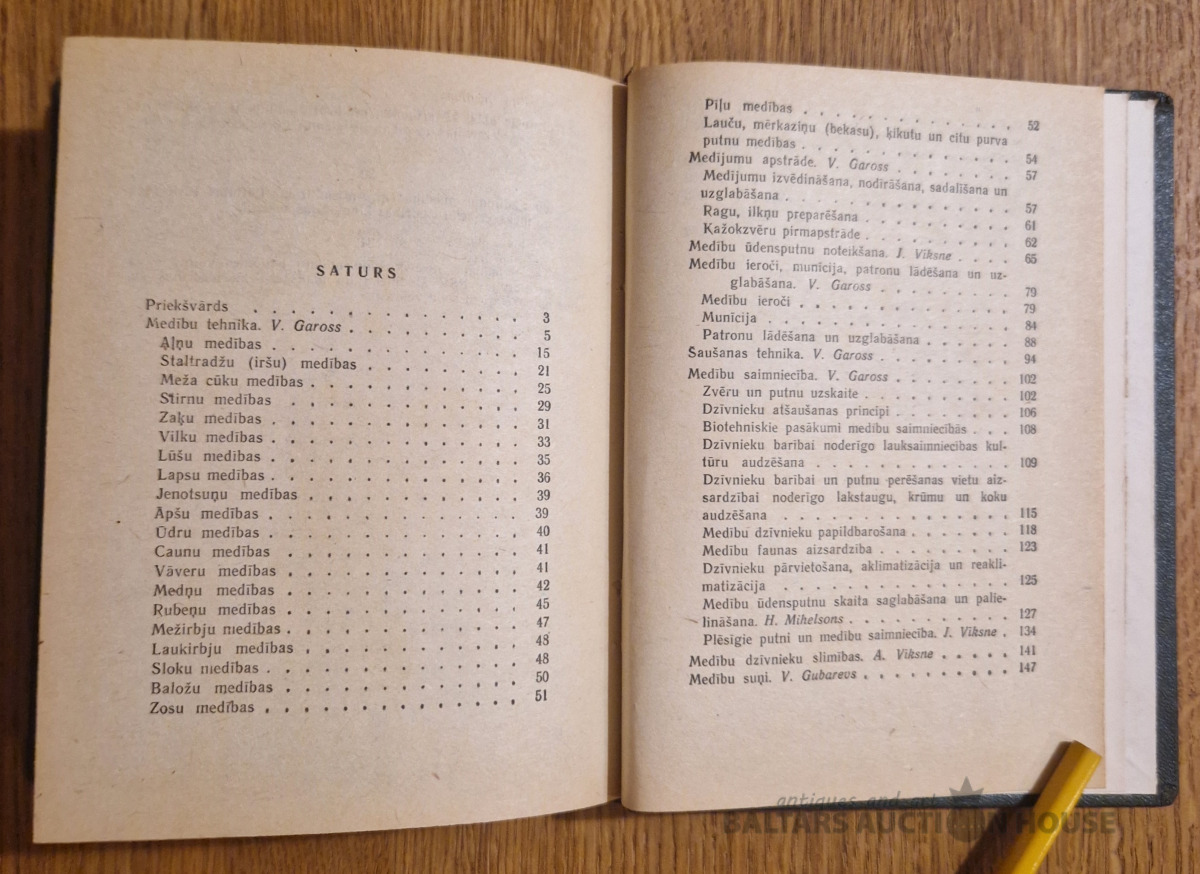 SATURS
Priekšvārds . . . . . . . . . . . . . . . 3
Medību tehnika. V. Gaross . . . . . . . . . 5
Aļņu medības . . . . . . . . . . . . . 15
Staltradžu (iršu) medības . . . . . . . . 21
Meža cūku medības . . . . . . . . . . . 25
Stirnu medības . . . . . . . . . . . . 29
Zaķu medības . . . . . . . . . . . . . 31
Vilku medības . . . . . . . . . . . . . 33
Lūšu medības . . . . . . . . . . . . . 35
Lapsu medības . . . . . . . . . . . . . 36
Jenotsuņu medības . . . . . . . . . . . 39
Āpšu medības . . . . . . . . . . . . . 39
Ūdru medības . . . . . . . . . . . . . 40
Caunu medības . . . . . . . . . . . . 41
Vāveru medības . . . . . . . . . . . . 41
Medņu medības . . . . . . . . . . . . 42
Rubeņu medības . . . . . . . . . . . . 45
Mežirbju medības . . . . . . . . . . . . 47
Laukirbju medības . . . . . . . . . . . 48
Sloku medības . . . . . . . . . . . . . 48
Baložu medības . . . . . . . . . . . . 50
Zosu medības . . . . . . . . . . . . . 51
Pīļu medības . . . . . . . . . . . . . 52
Lauču, mērkaziņu (bekasu), ķikutu un citu purva
putnu medības . . . . . . . . . . . . 54
Medījumu apstrāde. V. Gaross . . . . . . . . 57
Medījumu izvēdināšana, nodīrāšana, sadalīšana un
uzglabāšana . . . . . . . . . . . . . 57
Ragu, ilkņu preparēšana . . . . . . . . . 61
Kažokzvēru pirmapstrāde . . . . . . . . . 62
Medību ūdensputnu noteikšana. J. Vīksne . . . . 65
Medību ieroči, munīcija, patronu lādēšana un uz-
glabāšana. V. Gaross . . . . . . . . . 79
Medību ieroči . . . . . . . . . . . . . 79
Munīcija . . . . . . . . . . . . . . . 84
Patronu lādēšana un uzglabāšana . . . . . . 88
Šaušanas tehnika. V. Gaross . . . . . . . . . 94
Medību saimniecība. V. Gaross . . . . . . . . 102
Zvēru un putnu uzskaite . . . . . . . . . 102
Dzīvnieku atšaušanas principi . . . . . . . 106
Biotehniskie pasākumi medību saimniecībās . . . 108
Dzīvnieku barībai noderīgo lauksaimniecības kul-
tūru audzēšana . . . . . . . . . . . 109
Dzīvnieku barībai un putnu perēšanas vietu aiz-
sardzībai noderīgo lakstaugu, krūmu un koku
audzēšana . . . . . . . . . . . . . 115
Medību dzīvnieku papildbarošana . . . . . . 118
Medību faunas aizsardzība . . . . . . . . 123
Dzīvnieku pārvietošana, aklimatizācija un reakli-
matizācija . . . . . . . . . . . . . 125
Medību ūdensputnu skaita saglabāšana un palie-
lināšana. H. Mihelsons . . . . . . . . . 127
Plēsīgie putni un medību saimniecība. J. Vīksne . 134
Medību dzīvnieku slimības. A. Vīksne . . . . . 141
Medību suņi. V. Gubarevs . . . . . . . . . . 147
antiques and art
BALTARS AUCTION HOUSE